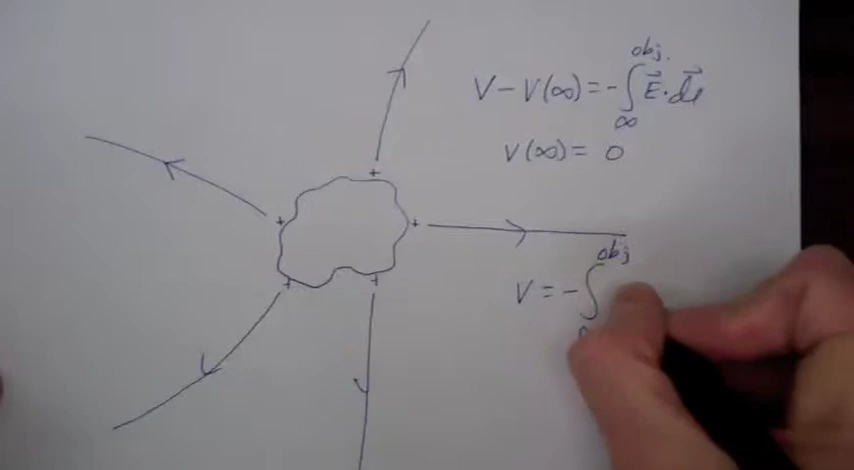 V - V(∞) = - ∫_∞^obj. E⃗ · dl⃗
V(∞) = 0
V = - ∫^obj
+
+
+
+
+